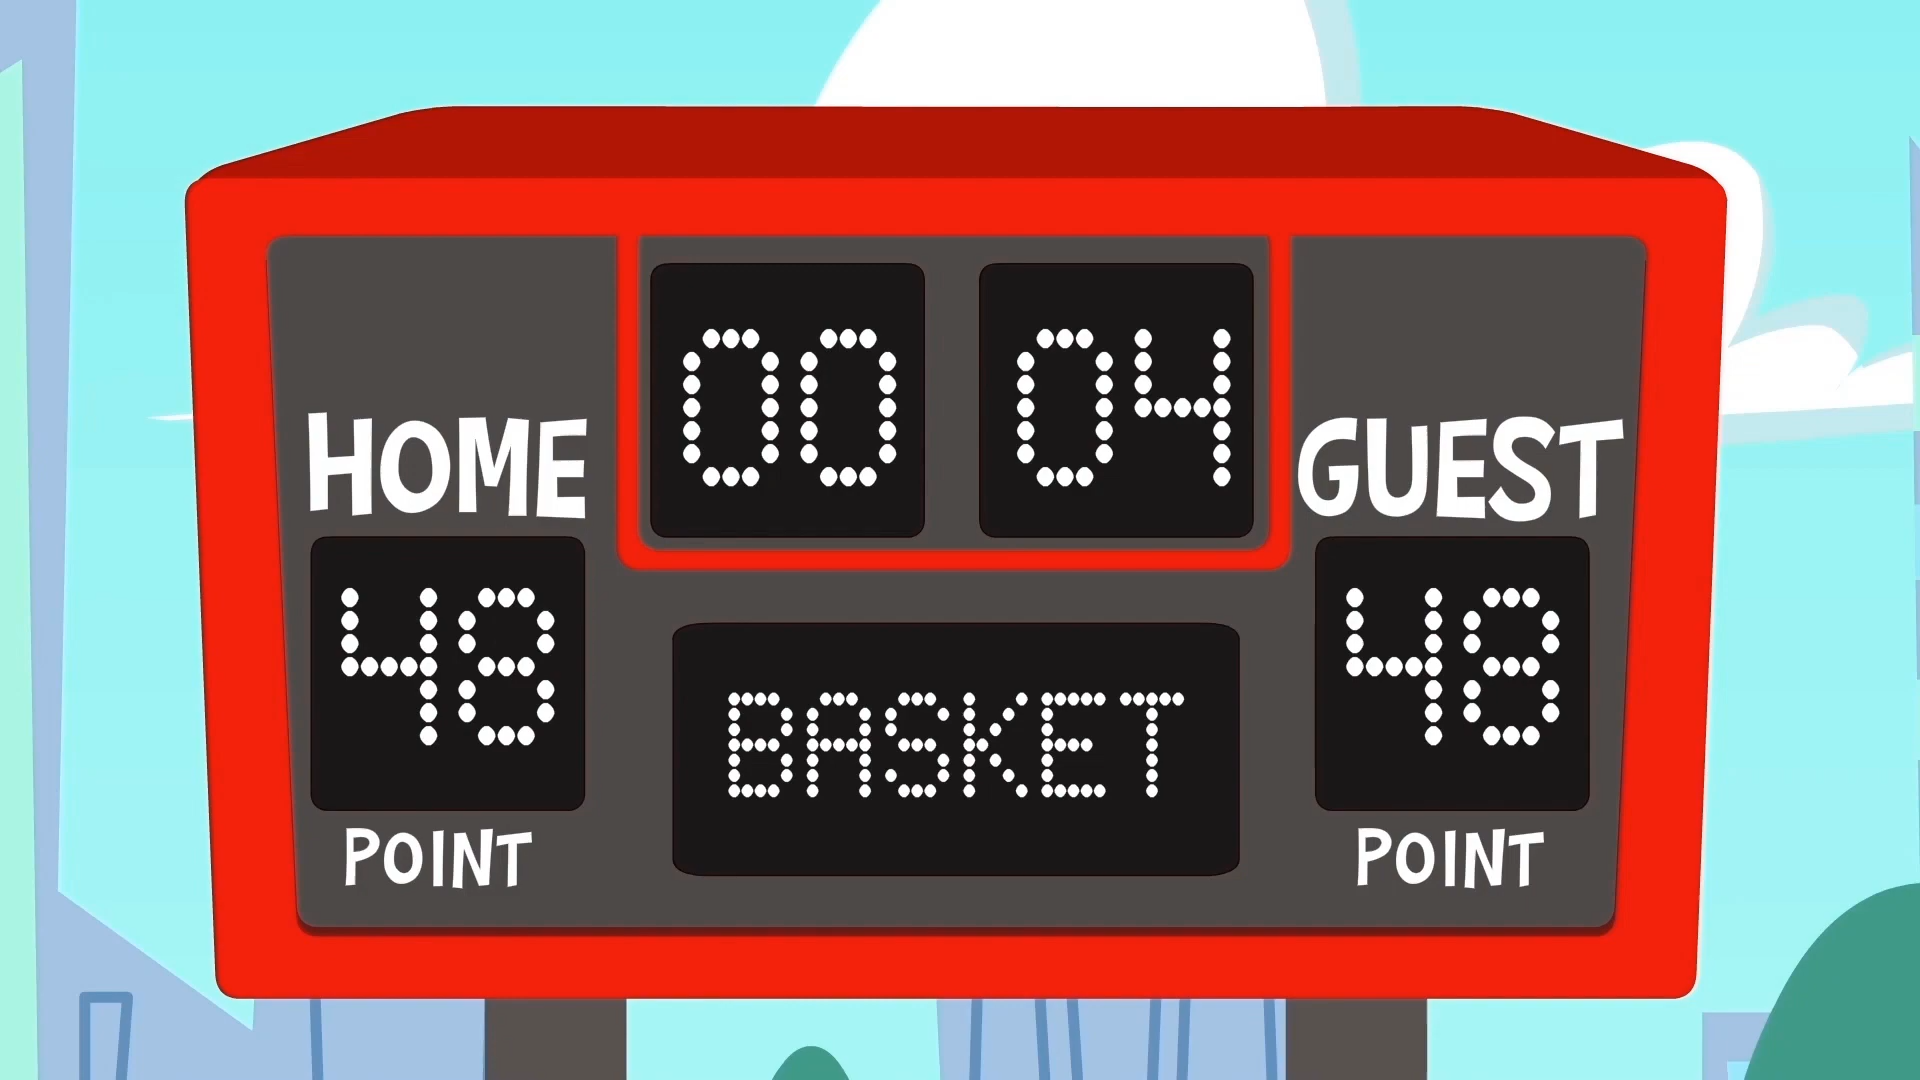 00 04
HOME GUEST
48 48
BASKET
POINT POINT